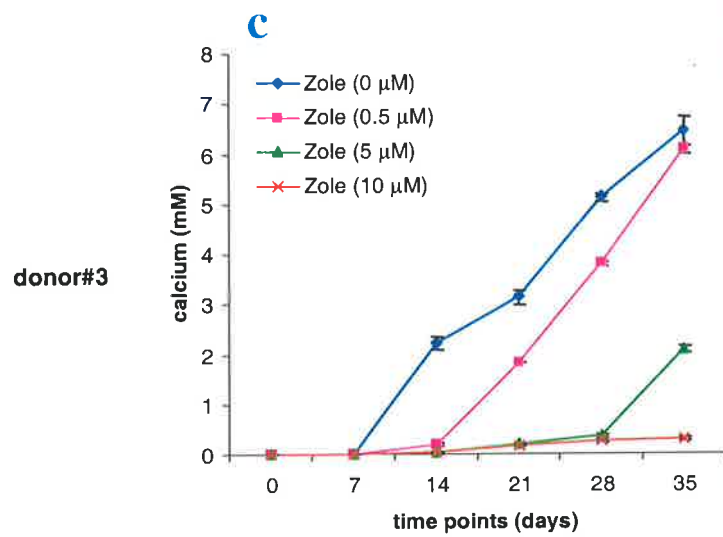 c
8
7
6
5
4
3
2
1
0
Zole (0 µM)
Zole (0.5 µM)
Zole (5 µM)
Zole (10 µM)
calcium (mM)
donor#3
0 7 14 21 28 35
time points (days)